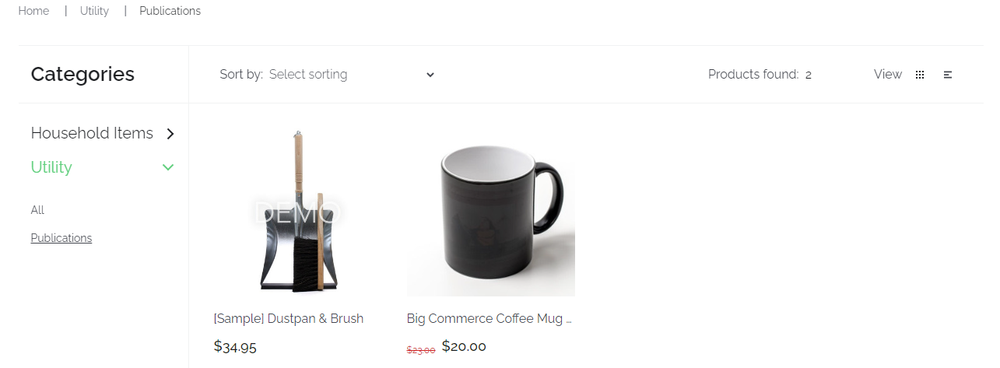 Home | Utility | Publications
Categories
Sort by: Select sorting
Products found: 2
View
Household Items
Utility
All
Publications
DEMO
[Sample] Dustpan & Brush
$34.95
Big Commerce Coffee Mug ...
$23.00 $20.00